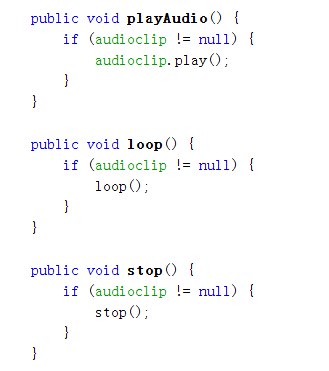 public void playAudio() {
    if (audioclip != null) {
        audioclip.play();
    }
}

public void loop() {
    if (audioclip != null) {
        loop();
    }
}

public void stop() {
    if (audioclip != null) {
        stop();
    }
}